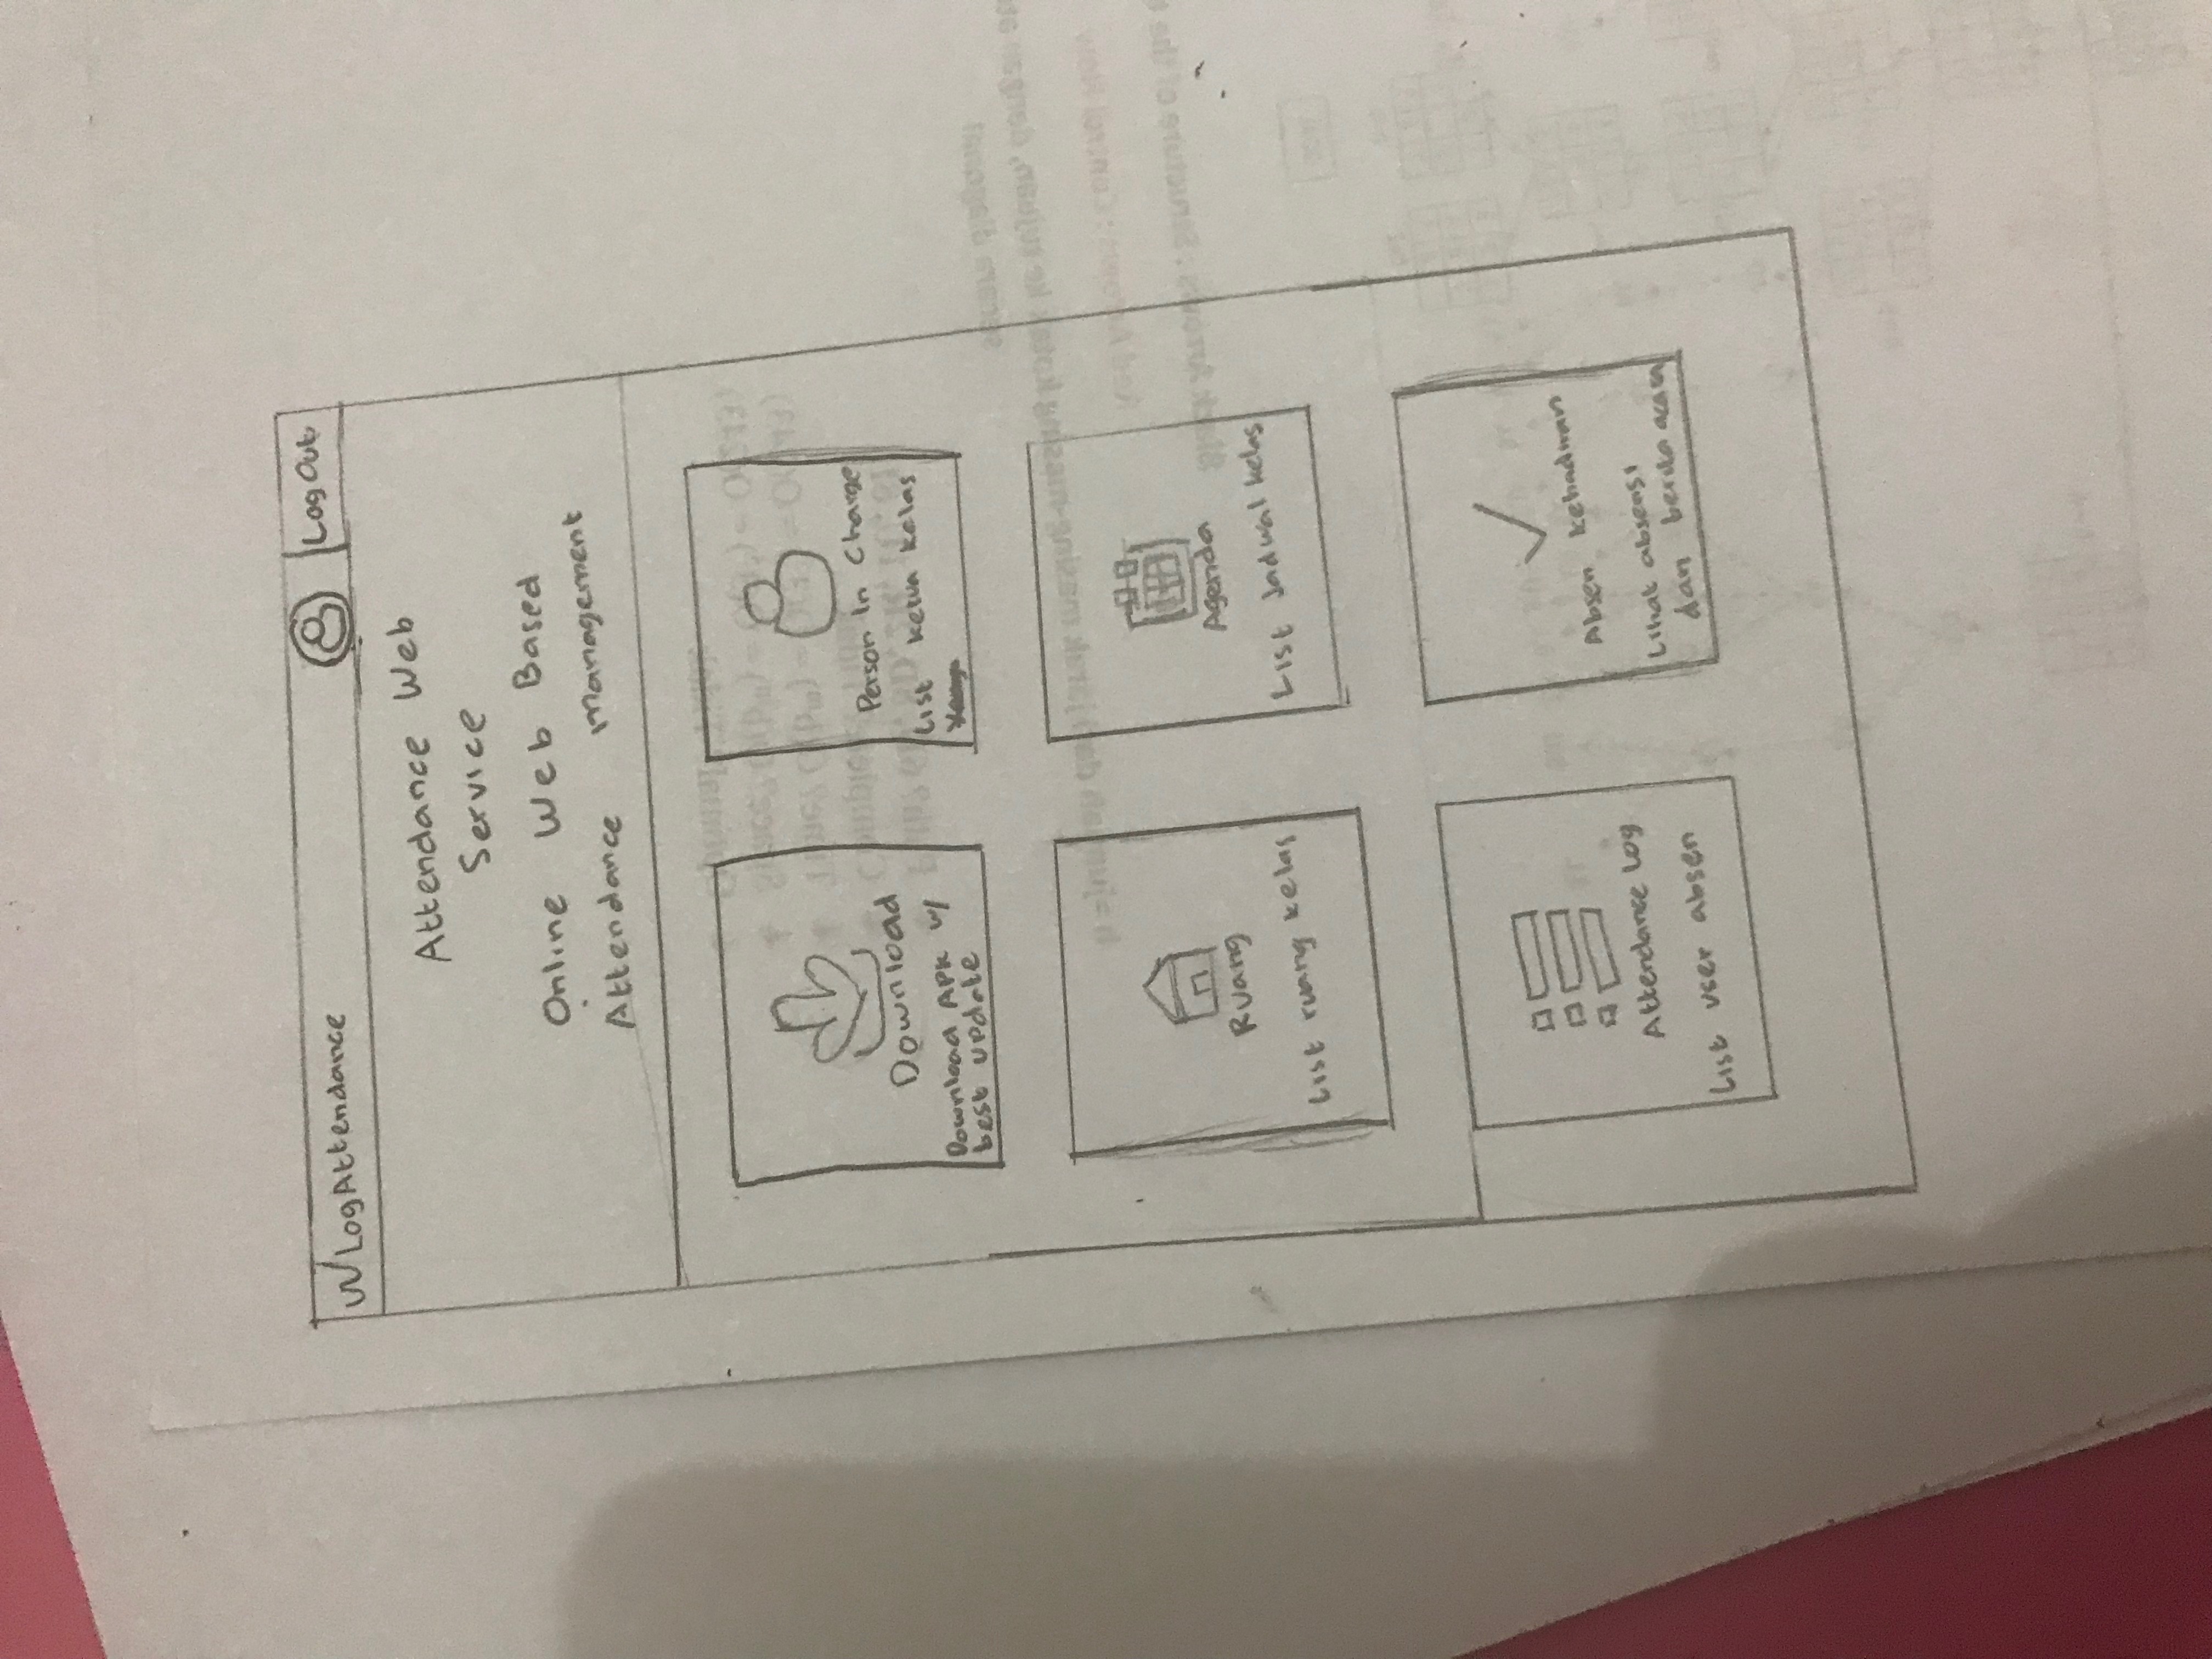 LogAttendance
Log Out
Attendance Web
Service
Online Web Based
Attendance Management
Download
Download APK w/
best update
Person In Charge
List ketua kelas
Ruang
List ruang kelas
Agenda
List Jadwal kelas
Attendance Log
List user absen
Absen kehadiran
Lihat absensi
dan berita acara